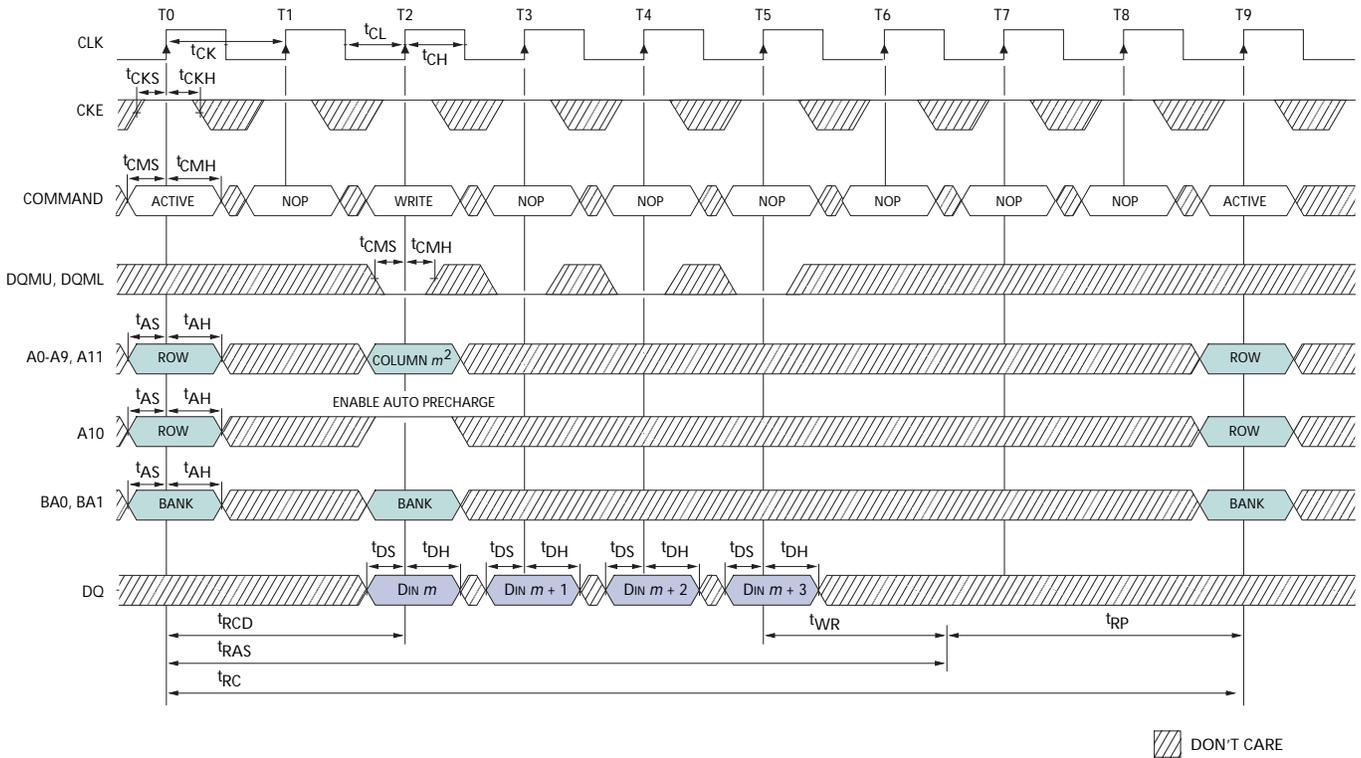 T0 T1 T2 T3 T4 T5 T6 T7 T8 T9
CLK
tCK tCL tCH
tCKS tCKH
CKE
tCMS tCMH
COMMAND ACTIVE NOP WRITE NOP NOP NOP NOP NOP NOP ACTIVE
tCMS tCMH
DQMU, DQML
tAS tAH
A0-A9, A11 ROW COLUMN m2 ROW
ENABLE AUTO PRECHARGE
tAS tAH
A10 ROW ROW
tAS tAH
BA0, BA1 BANK BANK BANK
tDS tDH tDS tDH tDS tDH tDS tDH
DQ DIN m DIN m + 1 DIN m + 2 DIN m + 3
tRCD tWR tRP
tRAS
tRC
DON'T CARE